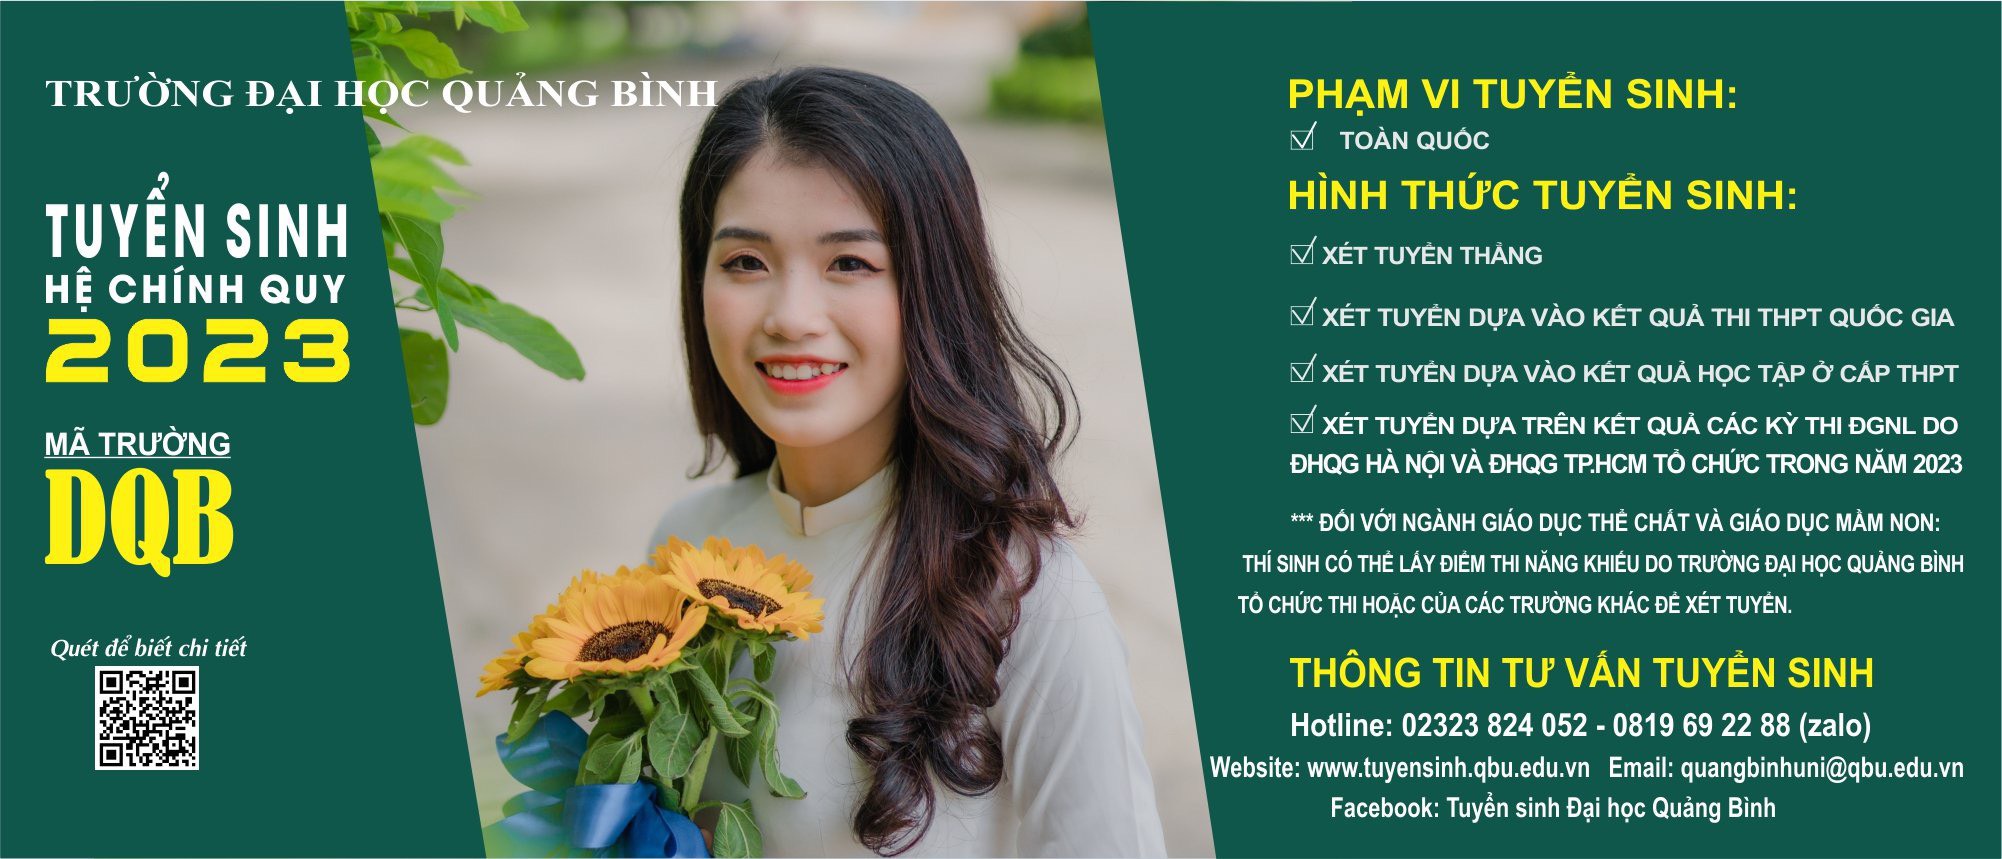 TRƯỜNG ĐẠI HỌC QUẢNG BÌNH
TUYỂN SINH
HỆ CHÍNH QUY
2023
MÃ TRƯỜNG
DQB
Quét để biết chi tiết
PHẠM VI TUYỂN SINH:
TOÀN QUỐC
HÌNH THỨC TUYỂN SINH:
XÉT TUYỂN THẲNG
XÉT TUYỂN DỰA VÀO KẾT QUẢ THI THPT QUỐC GIA
XÉT TUYỂN DỰA VÀO KẾT QUẢ HỌC TẬP Ở CẤP THPT
XÉT TUYỂN DỰA TRÊN KẾT QUẢ CÁC KỲ THI ĐGNL DO
ĐHQG HÀ NỘI VÀ ĐHQG TP.HCM TỔ CHỨC TRONG NĂM 2023
*** ĐỐI VỚI NGÀNH GIÁO DỤC THỂ CHẤT VÀ GIÁO DỤC MẦM NON:
THÍ SINH CÓ THỂ LẤY ĐIỂM THI NĂNG KHIẾU DO TRƯỜNG ĐẠI HỌC QUẢNG BÌNH
TỔ CHỨC THI HOẶC CỦA CÁC TRƯỜNG KHÁC ĐỂ XÉT TUYỂN.
THÔNG TIN TƯ VẤN TUYỂN SINH
Hotline: 02323 824 052 - 0819 69 22 88 (zalo)
Website: www.tuyensinh.qbu.edu.vn Email: quangbinhuni@qbu.edu.vn
Facebook: Tuyển sinh Đại học Quảng Bình